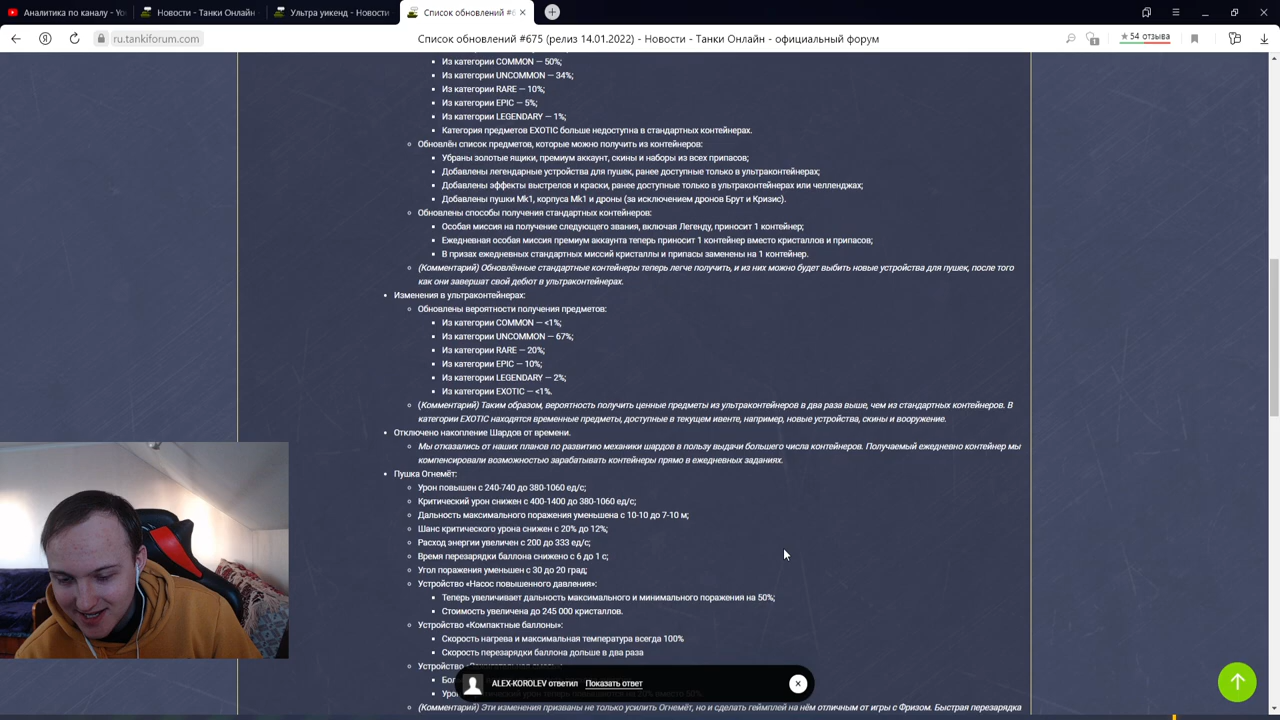 Аналитика по каналу - Yo
Новости - Танки Онлайн -
Ультра уикенд - Новости
Список обновлений #6
ru.tankiforum.com
Список обновлений #675 (релиз 14.01.2022) - Новости - Танки Онлайн - официальный форум
★ 54 отзыва
Из категории COMMON — 50%;
Из категории UNCOMMON — 34%;
Из категории RARE — 10%;
Из категории EPIC — 5%;
Из категории LEGENDARY — 1%;
Категория предметов EXOTIC больше недоступна в стандартных контейнерах.
Обновлён список предметов, которые можно получить из контейнеров:
Убраны золотые ящики, премиум аккаунт, скины и наборы из всех припасов;
Добавлены легендарные устройства для пушек, ранее доступные только в ультраконтейнерах;
Добавлены эффекты выстрелов и краски, ранее доступные только в ультраконтейнерах или челленджах;
Добавлены пушки Mk1, корпуса Mk1 и дроны (за исключением дронов Брут и Кризис).
Обновлены способы получения стандартных контейнеров:
Особая миссия на получение следующего звания, включая Легенду, приносит 1 контейнер;
Ежедневная особая миссия премиум аккаунта теперь приносит 1 контейнер вместо кристаллов и припасов;
В призах ежедневных стандартных миссий кристаллы и припасы заменены на 1 контейнер.
(Комментарий) Обновлённые стандартные контейнеры теперь легче получить, и из них можно будет выбить новые устройства для пушек, после того
как они завершат свой дебют в ультраконтейнерах.
Изменения в ультраконтейнерах:
Обновлены вероятности получения предметов:
Из категории COMMON — <1%;
Из категории UNCOMMON — 67%;
Из категории RARE — 20%;
Из категории EPIC — 10%;
Из категории LEGENDARY — 2%;
Из категории EXOTIC — <1%.
(Комментарий) Таким образом, вероятность получить ценные предметы из ультраконтейнеров в два раза выше, чем из стандартных контейнеров. В
категории EXOTIC находятся временные предметы, доступные в текущем ивенте, например, новые устройства, скины и вооружение.
Отключено накопление Шардов от времени.
Мы отказались от наших планов по развитию механики шардов в пользу выдачи большего числа контейнеров. Получаемый ежедневно контейнер мы
компенсировали возможностью зарабатывать контейнеры прямо в ежедневных заданиях.
Пушка Огнемёт:
Урон повышен с 240-740 до 380-1060 ед/с;
Критический урон снижен с 400-1400 до 380-1060 ед/с;
Дальность максимального поражения уменьшена с 10-10 до 7-10 м;
Шанс критического урона снижен с 20% до 12%;
Расход энергии увеличен с 200 до 333 ед/с;
Время перезарядки баллона снижено с 6 до 1 с;
Угол поражения уменьшен с 30 до 20 град;
Устройство «Насос повышенного давления»:
Теперь увеличивает дальность максимального и минимального поражения на 50%;
Стоимость увеличена до 245 000 кристаллов.
Устройство «Компактные баллоны»:
Скорость нагрева и максимальная температура всегда 100%
Скорость перезарядки баллона дольше в два раза
Устройство
ALEX-KOROLEV ответил Показать ответ
(Комментарий) Эти изменения призваны не только усилить Огнемёт, но и сделать геймплей на нём отличным от игры с Фризом. Быстрая перезарядка